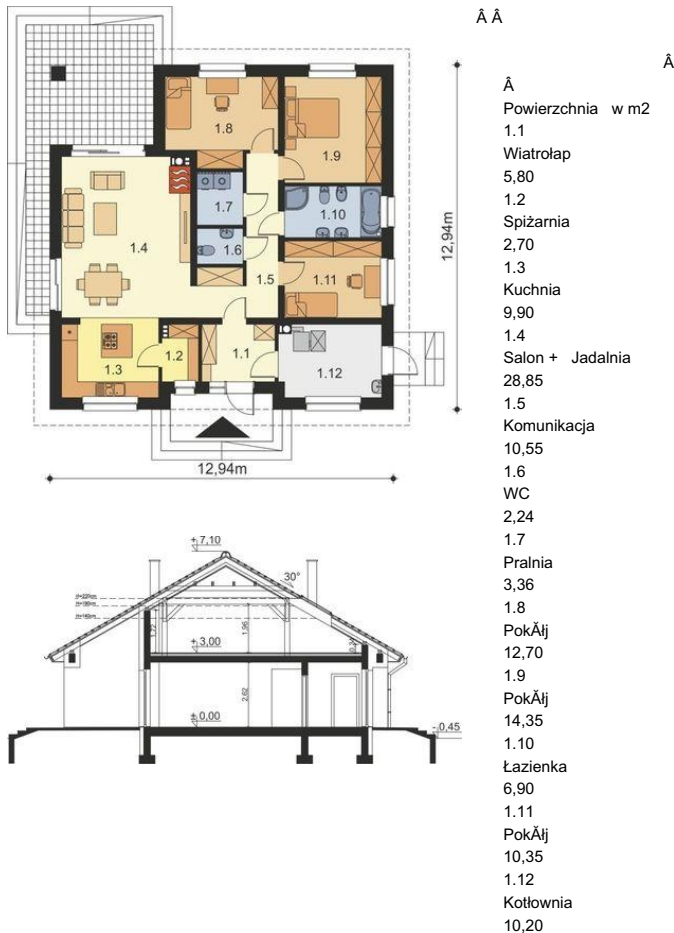 Â Â
Â
Â
Powierzchnia w m2
1.1
Wiatrołap
5,80
1.2
Spiżarnia
2,70
1.3
Kuchnia
9,90
1.4
Salon + Jadalnia
28,85
1.5
Komunikacja
10,55
1.6
WC
2,24
1.7
Pralnia
3,36
1.8
PokĂłj
12,70
1.9
PokĂłj
14,35
1.10
Łazienka
6,90
1.11
PokĂłj
10,35
1.12
Kotłownia
10,20
1.8
1.9
1.7
1.10
1.4
1.6
1.5
1.11
1.3
1.2
1.1
1.12
12,94m
12,94m
+ 7,10
30°
H=220cm
H=190cm
H=140cm
1,72
1,96
+ 3,00
2,62
± 0,00
- 0,45